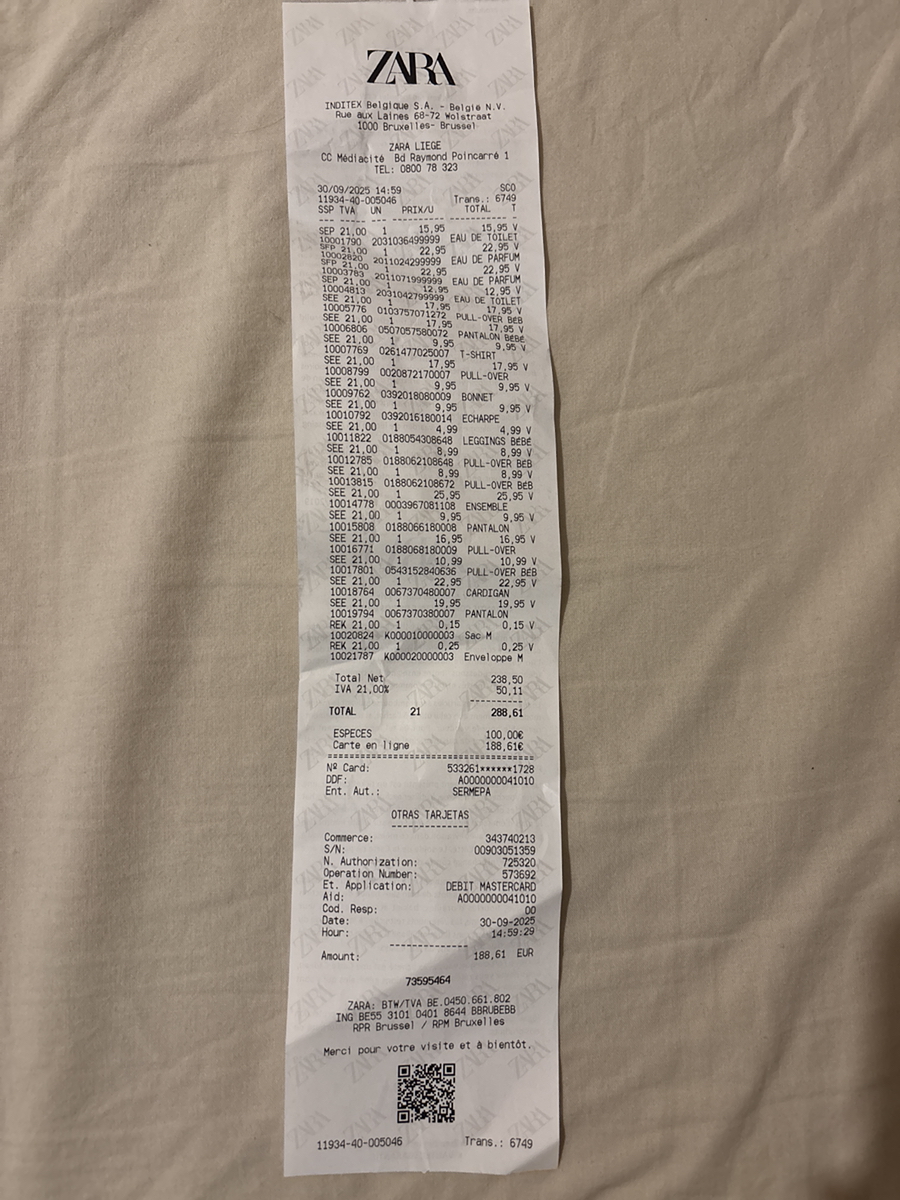 ZARA
INDITEX Belgique S.A. - België N.V.
Rue aux Laines 68-72 Wolstraat
1000 Bruxelles- Brussel
ZARA LIEGE
CC Médiacité Bd Raymond Poincarré 1
TEL: 0800 78 323
30/09/2025 14:59 SCO
11934-40-005046 Trans.: 6749
SSP TVA UN PRIX/U TOTAL T
SEP 21,00 1 15,95 15,95 V
10001790 2031036499999 EAU DE TOILET
SEP 21,00 1 22,95 22,95 V
10002820 2011024299999 EAU DE PARFUM
SEP 21,00 1 22,95 22,95 V
10003783 2011071999999 EAU DE PARFUM
SEP 21,00 1 12,95 12,95 V
10004813 2031042799999 EAU DE TOILET
SEE 21,00 1 17,95 17,95 V
10005776 0103757071272 PULL-OVER BéB
SEE 21,00 1 17,95 17,95 V
10006806 0507057580072 PANTALON BéBé
SEE 21,00 1 9,95 9,95 V
10007769 0261477025007 T-SHIRT
SEE 21,00 1 17,95 17,95 V
10008799 0020872170007 PULL-OVER
SEE 21,00 1 9,95 9,95 V
10009762 0392018080009 BONNET
SEE 21,00 1 9,95 9,95 V
10010792 0392016180014 ECHARPE
SEE 21,00 1 4,99 4,99 V
10011822 0188054308648 LEGGINGS BéBé
SEE 21,00 1 8,99 8,99 V
10012785 0188062108648 PULL-OVER BéB
SEE 21,00 1 8,99 8,99 V
10013815 0188062108672 PULL-OVER BéB
SEE 21,00 1 25,95 25,95 V
10014778 0003967081108 ENSEMBLE
SEE 21,00 1 9,95 9,95 V
10015808 0188066180008 PANTALON
SEE 21,00 1 16,95 16,95 V
10016771 0188068180009 PULL-OVER
SEE 21,00 1 10,99 10,99 V
10017801 0543152840636 PULL-OVER BéB
SEE 21,00 1 22,95 22,95 V
10018764 0067370480007 CARDIGAN
SEE 21,00 1 19,95 19,95 V
10019794 0067370380007 PANTALON
REK 21,00 1 0,15 0,15 V
10020824 K000010000003 Sac M
REK 21,00 1 0,25 0,25 V
10021787 K000020000003 Enveloppe M
Total Net 238,50
IVA 21,00% 50,11
TOTAL 21 288,61
ESPECES 100,00€
Carte en ligne 188,61€
Nº Card: 533261******1728
DDF: A0000000041010
Ent. Aut.: SERMEPA
OTRAS TARJETAS
Commerce: 343740213
S/N: 00903051359
N. Authorization: 725320
Operation Number: 573692
Et. Application: DEBIT MASTERCARD
Aid: A0000000041010
Cod. Resp: 00
Date: 30-09-2025
Hour: 14:59:29
Amount: 188,61 EUR
73595464
ZARA: BTW/TVA BE.0450.661.802
ING BE55 3101 0401 8644 BBRUBEBB
RPR Brussel / RPM Bruxelles
Merci pour votre visite et à bientôt.
11934-40-005046 Trans.: 6749